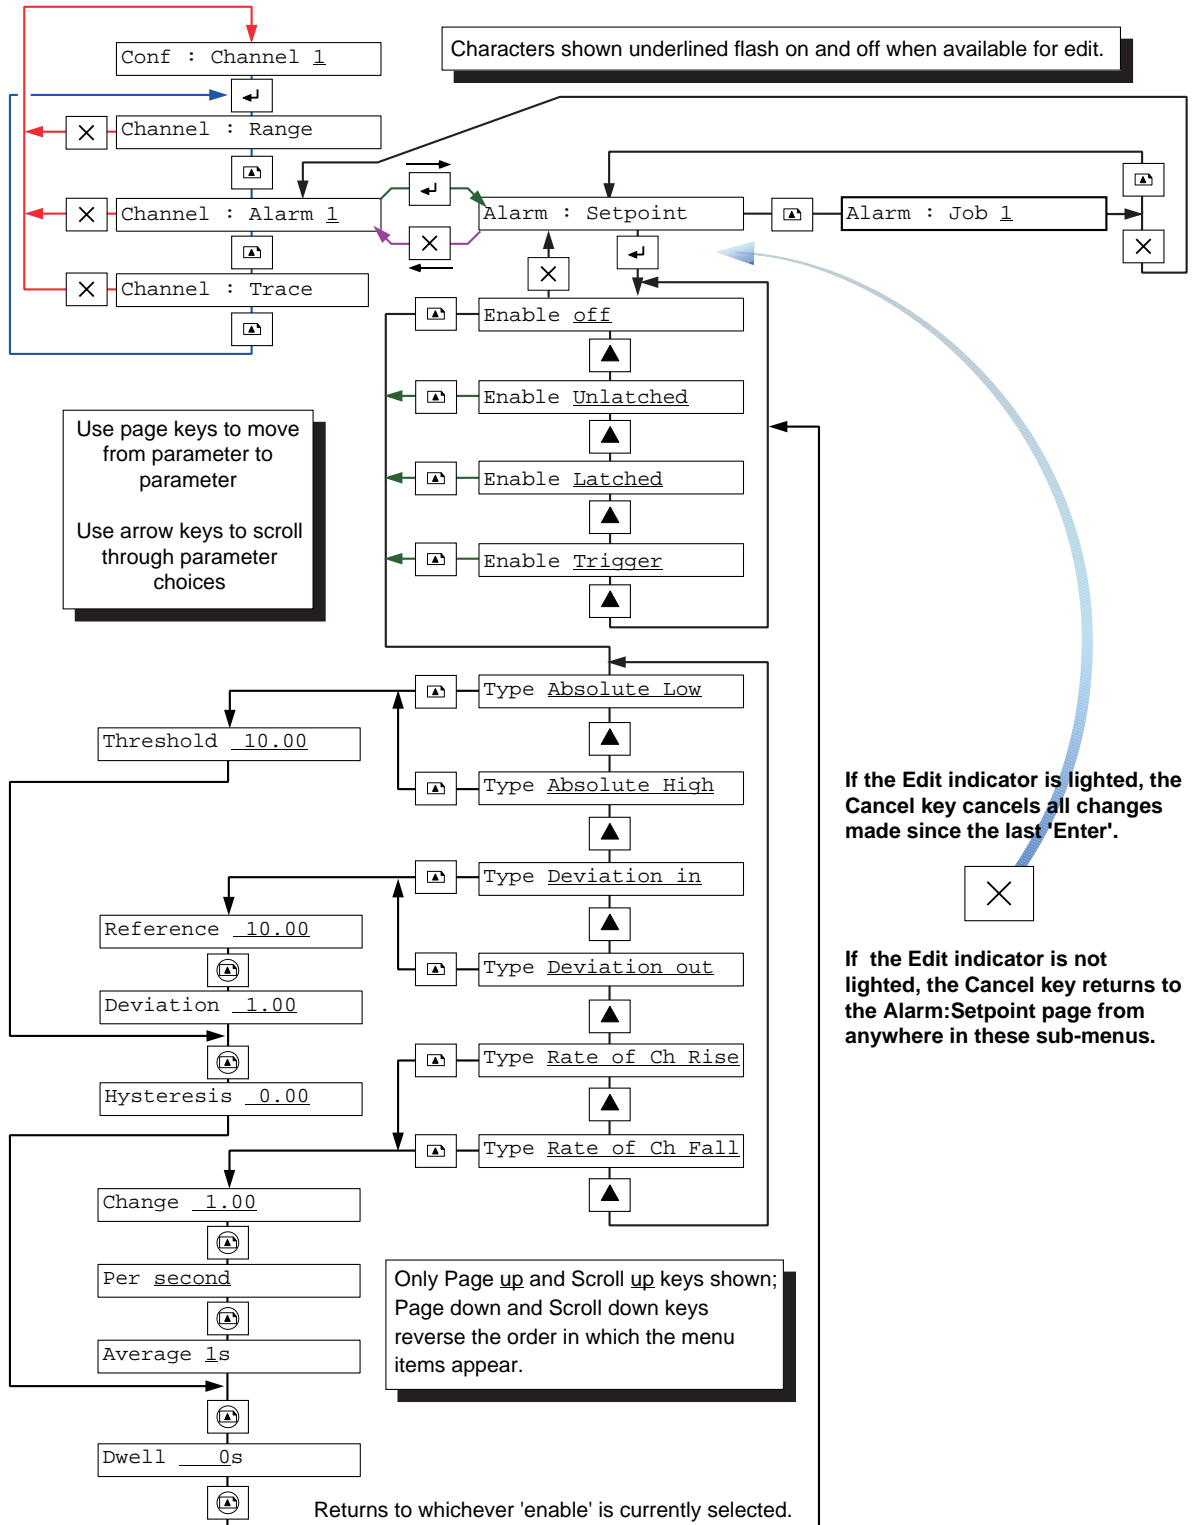 Conf : Channel 1
Characters shown underlined flash on and off when available for edit.
Channel : Range
Channel : Alarm 1
Alarm : Setpoint
Alarm : Job 1
Channel : Trace
Enable off
Enable Unlatched
Enable Latched
Enable Trigger
Use page keys to move
from parameter to
parameter
Use arrow keys to scroll
through parameter
choices
Type Absolute Low
Threshold 10.00
Type Absolute High
Type Deviation in
Reference 10.00
Type Deviation out
Deviation 1.00
Type Rate of Ch Rise
Hysteresis 0.00
Type Rate of Ch Fall
Change 1.00
Per second
Average 1s
Dwell 0s
If the Edit indicator is lighted, the
Cancel key cancels all changes
made since the last 'Enter'.
If the Edit indicator is not
lighted, the Cancel key returns to
the Alarm:Setpoint page from
anywhere in these sub-menus.
Only Page up and Scroll up keys shown;
Page down and Scroll down keys
reverse the order in which the menu
items appear.
Returns to whichever 'enable' is currently selected.